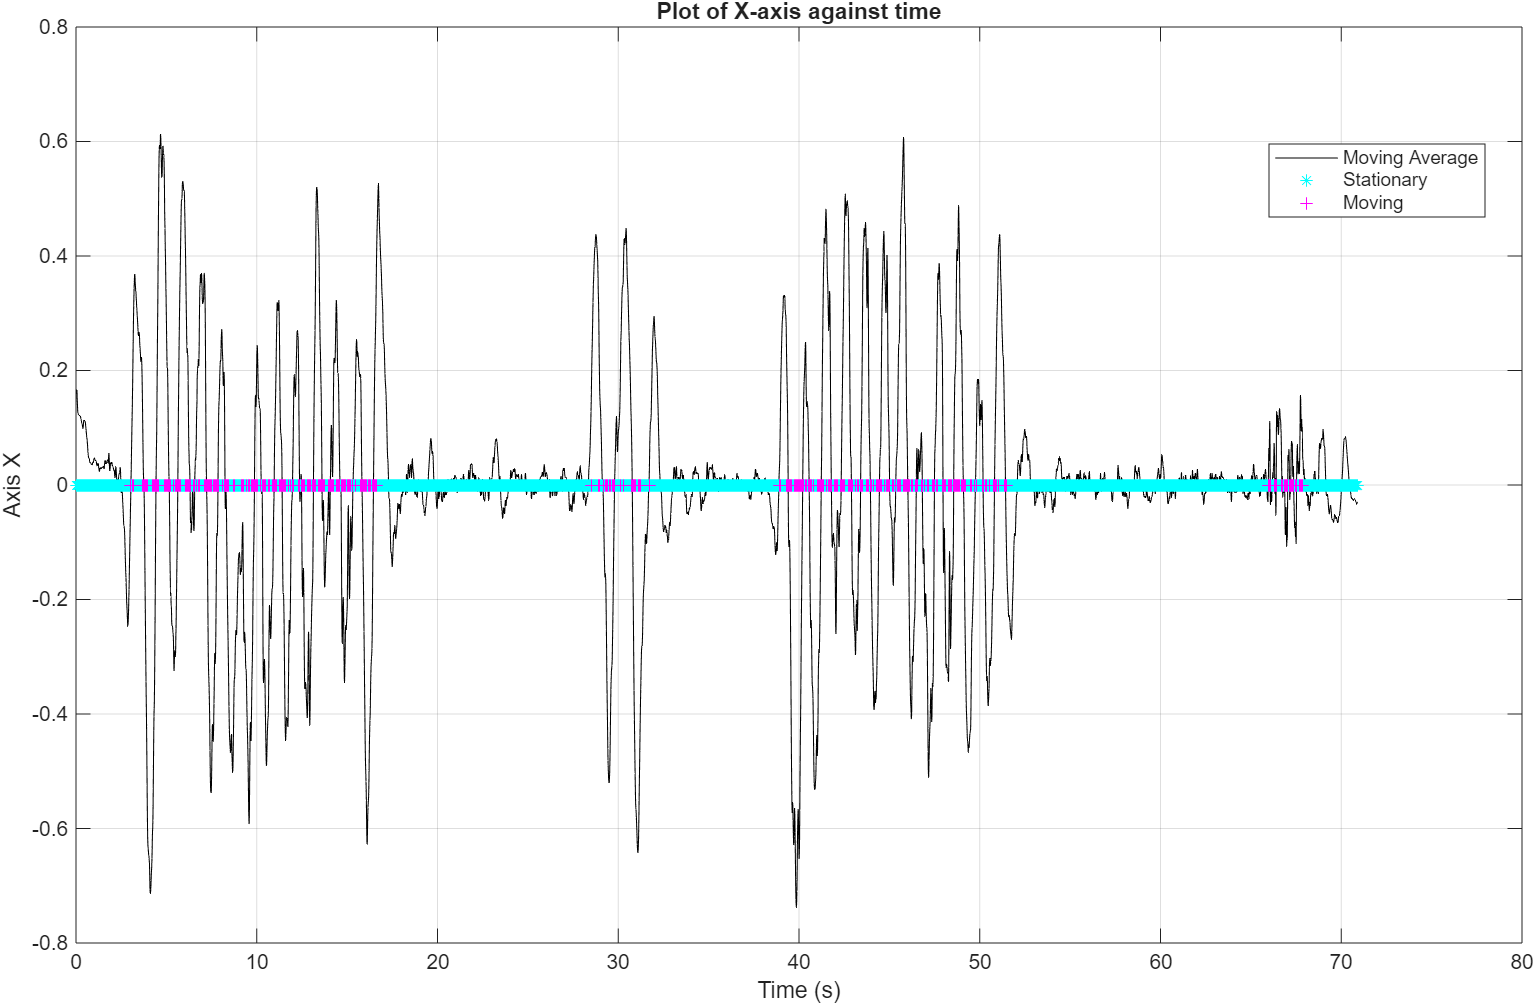 Plot of X-axis against time
0.8
0.6
0.4
0.2
0
-0.2
-0.4
-0.6
-0.8
Axis X
Moving Average
Stationary
Moving
0 10 20 30 40 50 60 70 80
Time (s)